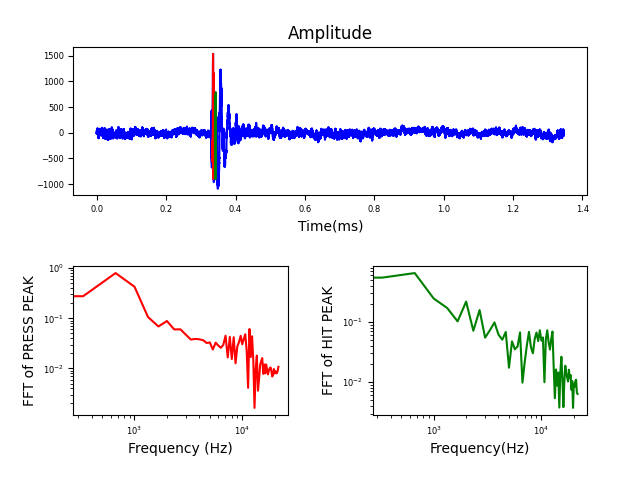 Amplitude
1500
1000
500
0
−500
−1000
0.0 0.2 0.4 0.6 0.8 1.0 1.2 1.4
Time(ms)
FFT of PRESS PEAK
10⁰
10⁻¹
10⁻²
10³ 10⁴
Frequency (Hz)
FFT of HIT PEAK
10⁻¹
10⁻²
10³ 10⁴
Frequency(Hz)